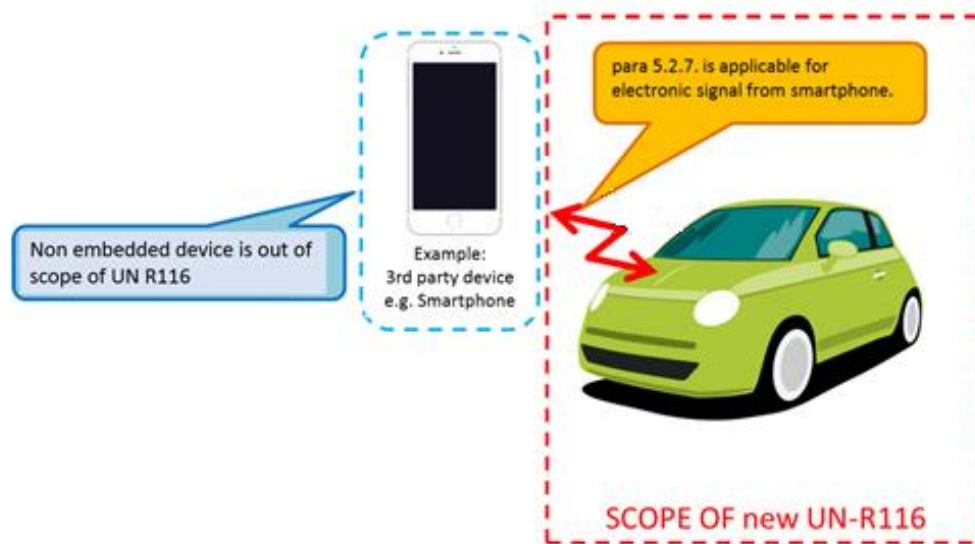 para 5.2.7. is applicable for
electronic signal from smartphone.
Non embedded device is out of
scope of UN R116
Example:
3rd party device
e.g. Smartphone
SCOPE OF new UN-R116